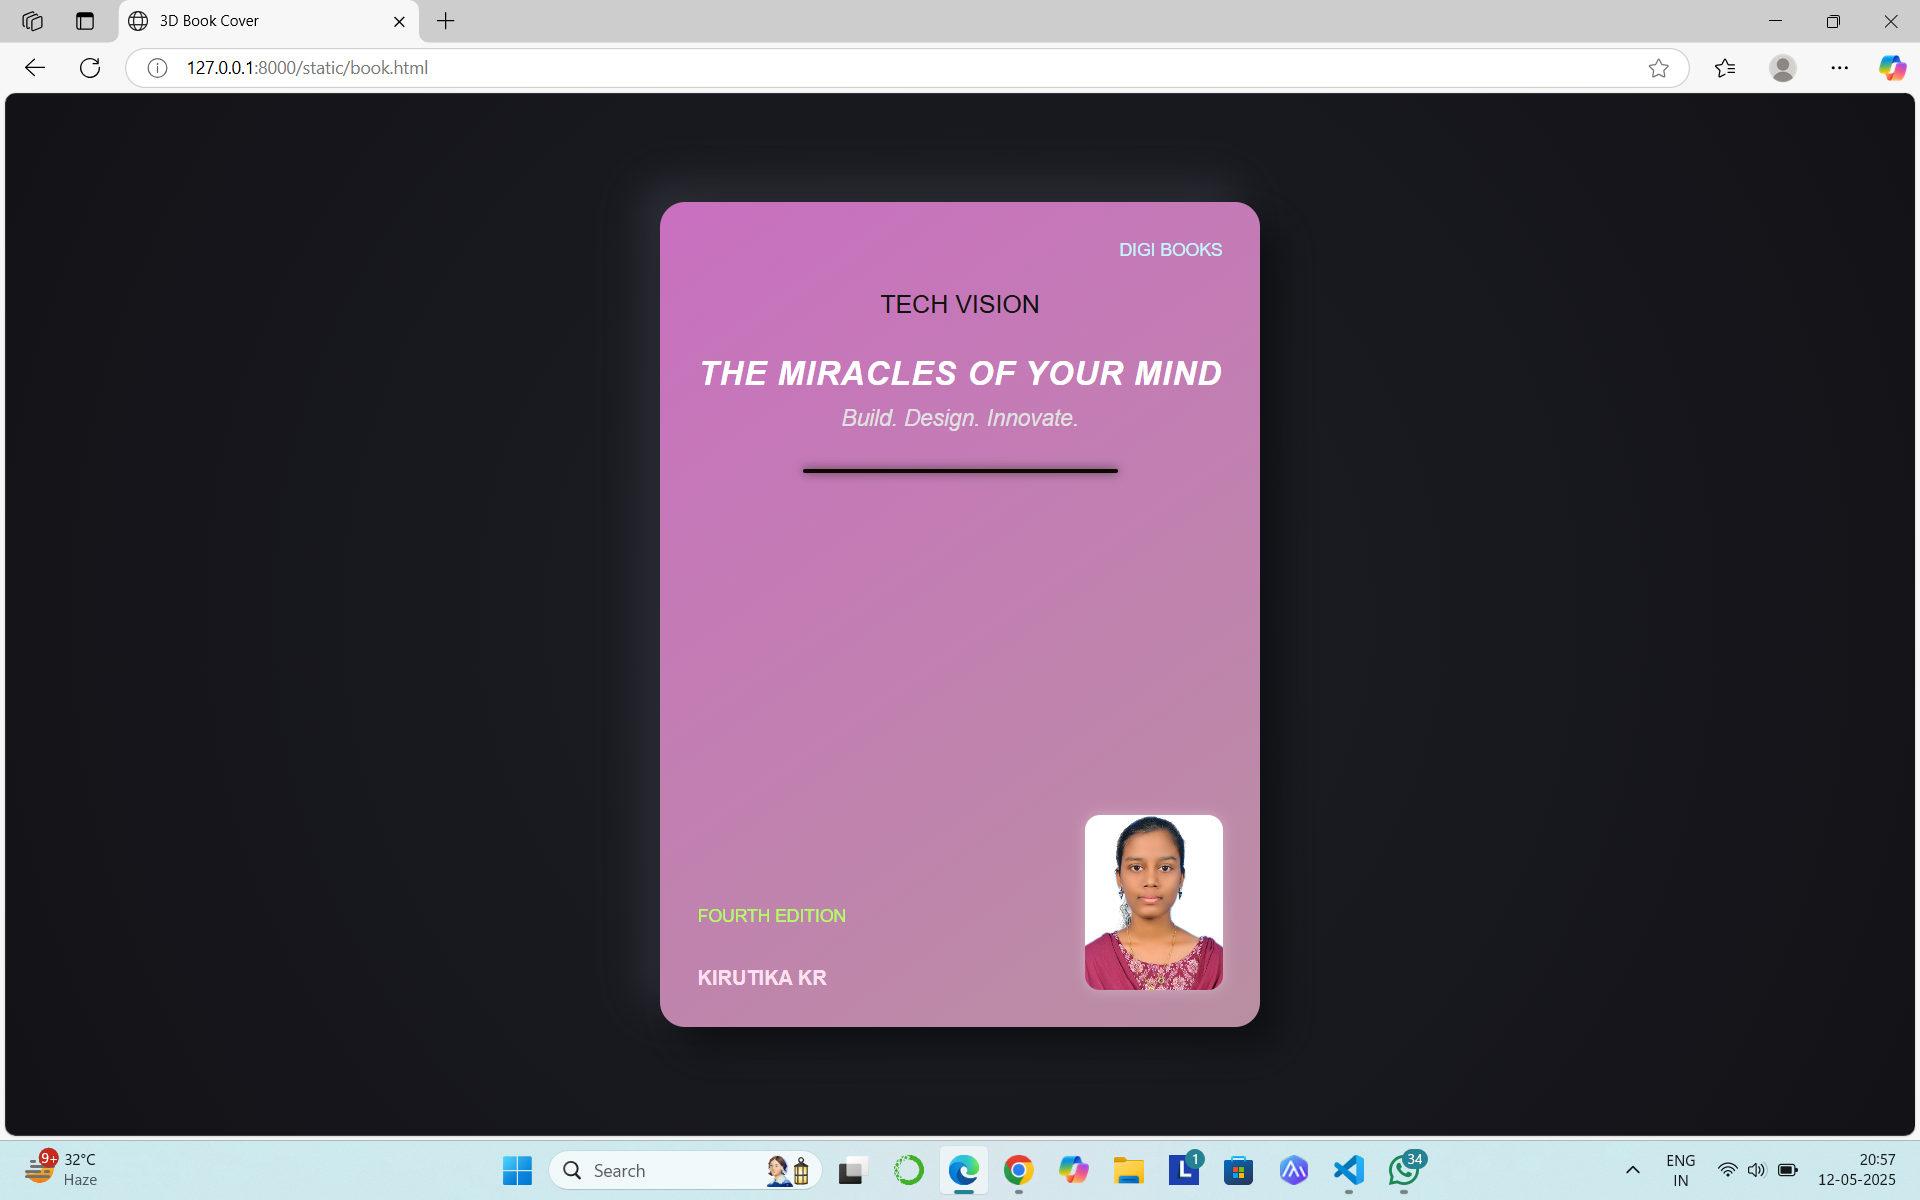 3D Book Cover
127.0.0.1:8000/static/book.html
DIGI BOOKS
TECH VISION
THE MIRACLES OF YOUR MIND
Build. Design. Innovate.
FOURTH EDITION
KIRUTIKA KR
9+
32°C
Haze
Search
L
1
34
ENG
IN
20:57
12-05-2025